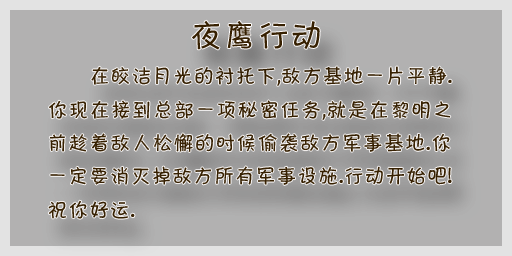 夜鹰行动
在皎洁月光的衬托下,敌方基地一片平静.
你现在接到总部一项秘密任务,就是在黎明之
前趁着敌人松懈的时候偷袭敌方军事基地.你
一定要消灭掉敌方所有军事设施.行动开始吧!
祝你好运.